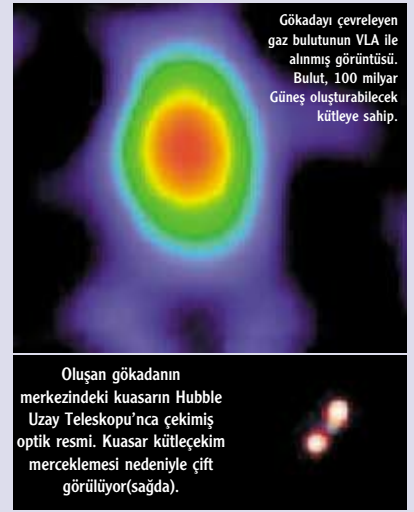 Gökadayı çevreleyen
gaz bulutunun VLA ile
alınmış görüntüsü.
Bulut, 100 milyar
Güneş oluşturabilecek
kütleye sahip.
Oluşan gökadanın
merkezindeki kuasarın Hubble
Uzay Teleskopu'nca çekimiş
optik resmi. Kuasar kütleçekim
merceklemesi nedeniyle çift
görülüyor(sağda).